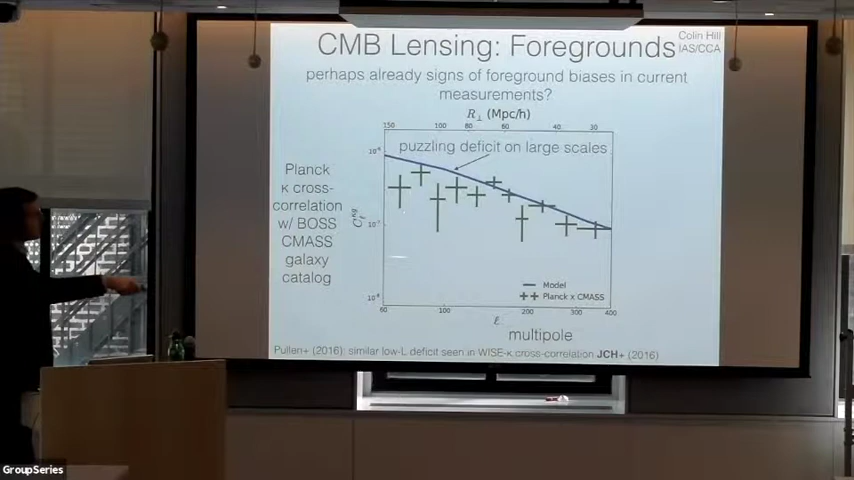 CMB Lensing: Foregrounds
Colin Hill
IAS/CCA
perhaps already signs of foreground biases in current
measurements?
R⊥ (Mpc/h)
150 100 80 60 40 30
puzzling deficit on large scales
Planck
κ cross-
correlation
w/ BOSS
CMASS
galaxy
catalog
Model
Planck x CMASS
60 100 200 300 400
ℓ
multipole
Pullen+ (2016): similar low-L deficit seen in WISE-κ cross-correlation JCH+ (2016)
GroupSeries